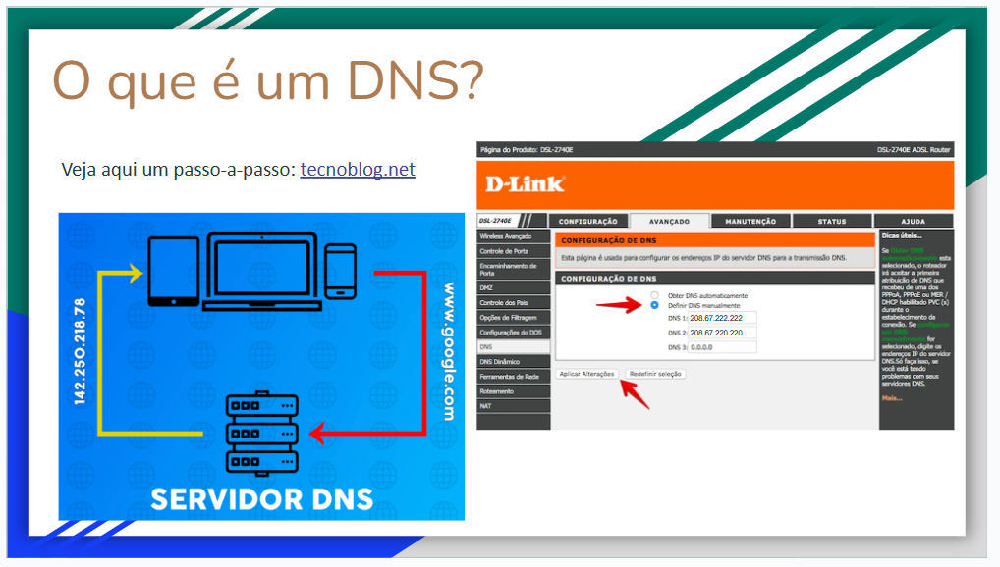 O que é um DNS?
Veja aqui um passo-a-passo: tecnoblog.net
142.250.218.78
www.google.com
SERVIDOR DNS
Página do Produto: DSL-2740E
DSL-2740E ADSL Router
D-Link
DSL-2740E
CONFIGURAÇÃO
AVANÇADO
MANUTENÇÃO
STATUS
AJUDA
Wireless Avançado
Controle de Porta
Encaminhamento de
Porta
DMZ
Controle dos Pais
Opções de Filtragem
Configurações do DOS
DNS
DNS Dinâmico
Ferramentas de Rede
Roteamento
NAT
CONFIGURAÇÃO DE DNS
Esta página é usada para configurar os endereços IP do servidor DNS para a transmissão DNS.
CONFIGURAÇÃO DE DNS
Obter DNS automaticamente
Definir DNS manualmente
DNS 1: 208.67.222.222
DNS 2: 208.67.220.220
DNS 3: 0.0.0.0
Aplicar Alterações
Redefinir seleção
Dicas úteis...
Se Obter DNS
automaticamente esta
selecionado, o roteador
irá aceitar a primeira
atribuição de DNS que
recebeu de uma dos
PPPoA, PPPoE ou MER /
DHCP habilitado PVC (s)
durante o
estabelecimento da
conexão. Se
manualmente for
selecionado, digite os
endereços IP do servidor
DNS.Só faça isso, se
você está tendo
problemas com seus
servidores DNS.
Mais...